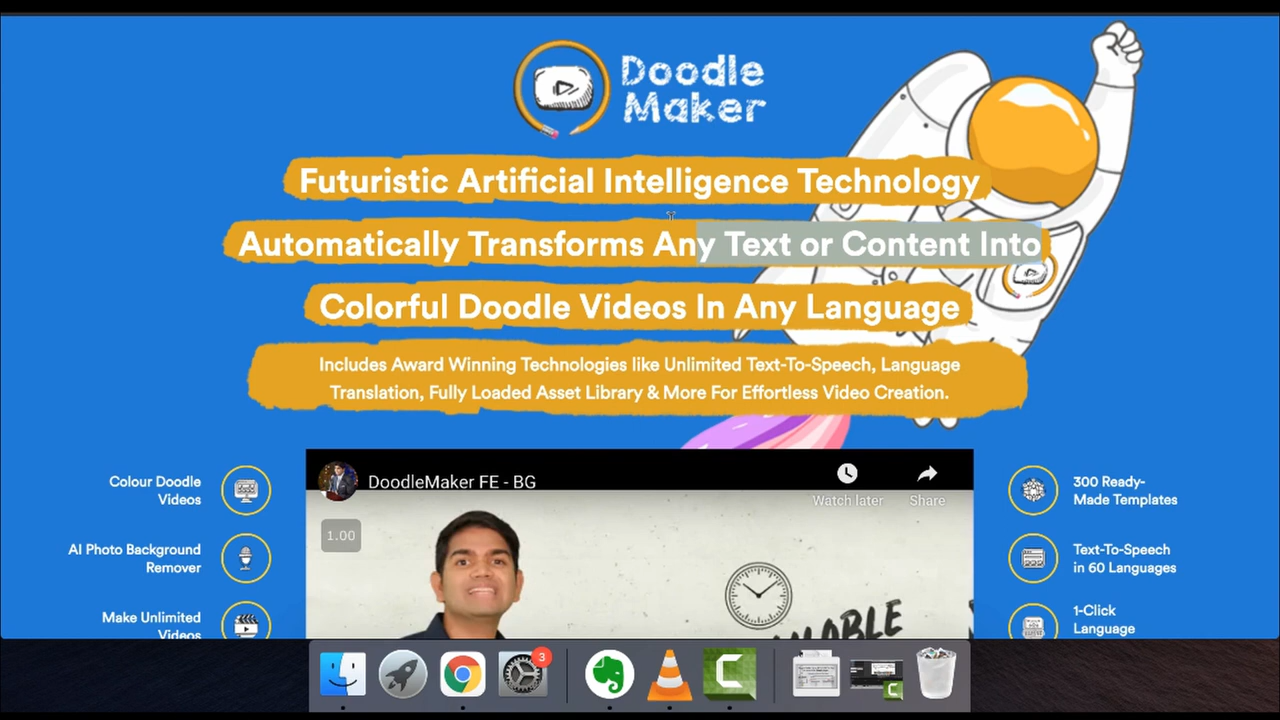 Doodle
Maker
Futuristic Artificial Intelligence Technology
Automatically Transforms Any Text or Content Into
Colorful Doodle Videos In Any Language
Includes Award Winning Technologies like Unlimited Text-To-Speech, Language
Translation, Fully Loaded Asset Library & More For Effortless Video Creation.
Colour Doodle
Videos
AI Photo Background
Remover
Make Unlimited
Videos
DoodleMaker FE - BG
Watch later
Share
1.00
300 Ready-
Made Templates
Text-To-Speech
in 60 Languages
1-Click
Language
3